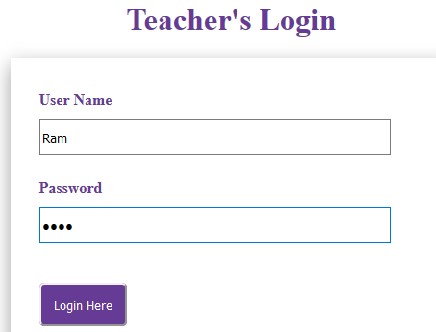 Teacher's Login
User Name
Ram
Password
••••
Login Here